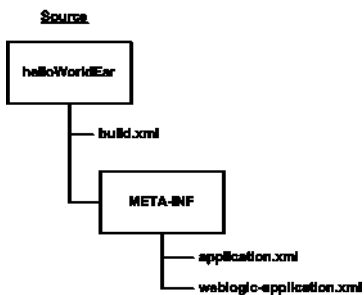 Source
helloWorldEar
build.xml
META-INF
application.xml
weblogic-application.xml